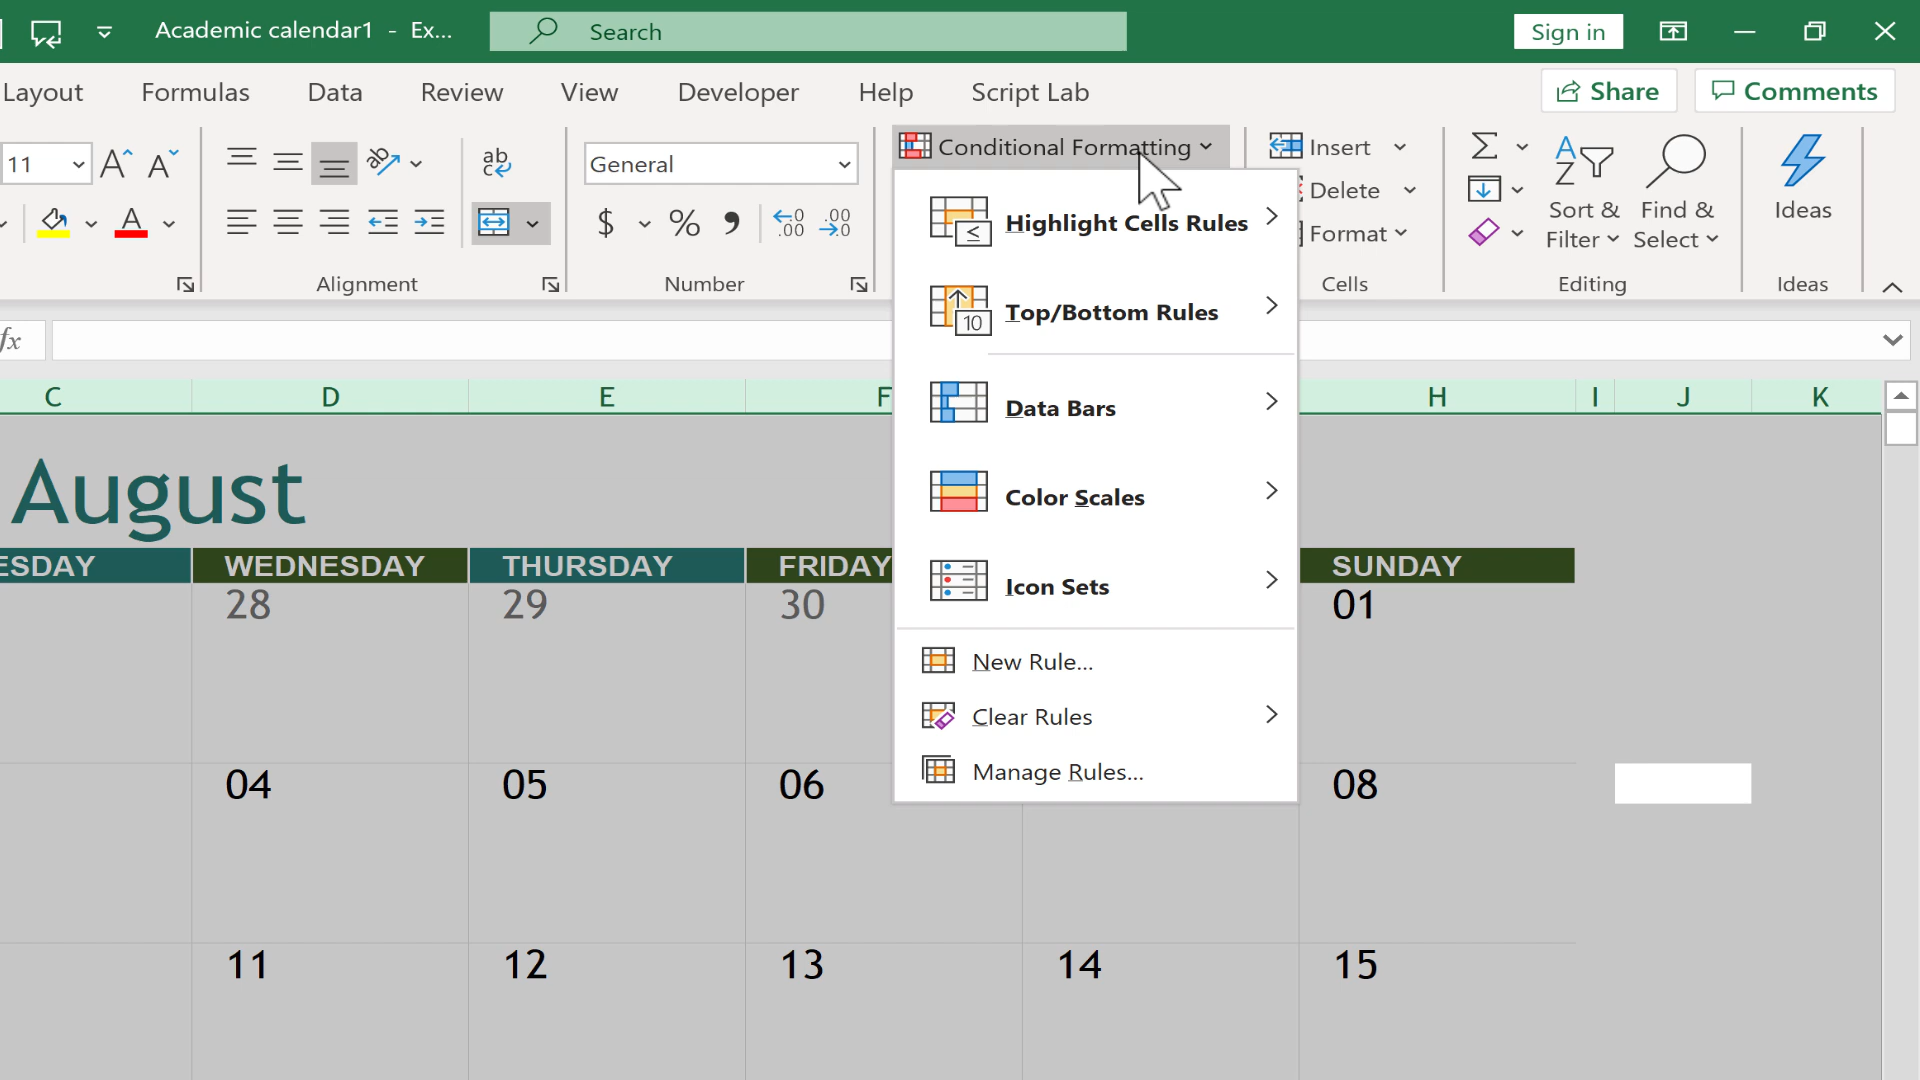 Academic calendar1 - Ex...
Search
Sign in
Layout
Formulas
Data
Review
View
Developer
Help
Script Lab
Share
Comments
11
General
Conditional Formatting
Insert
Delete
Format
Sort &
Filter
Find &
Select
Ideas
Alignment
Number
Cells
Editing
Ideas
fx
Highlight Cells Rules
Top/Bottom Rules
Data Bars
Color Scales
Icon Sets
New Rule...
Clear Rules
Manage Rules...
C D E F H I J K
August
ESDAY WEDNESDAY THURSDAY FRIDAY SUNDAY
28 29 30 01
04 05 06 08
11 12 13 14 15